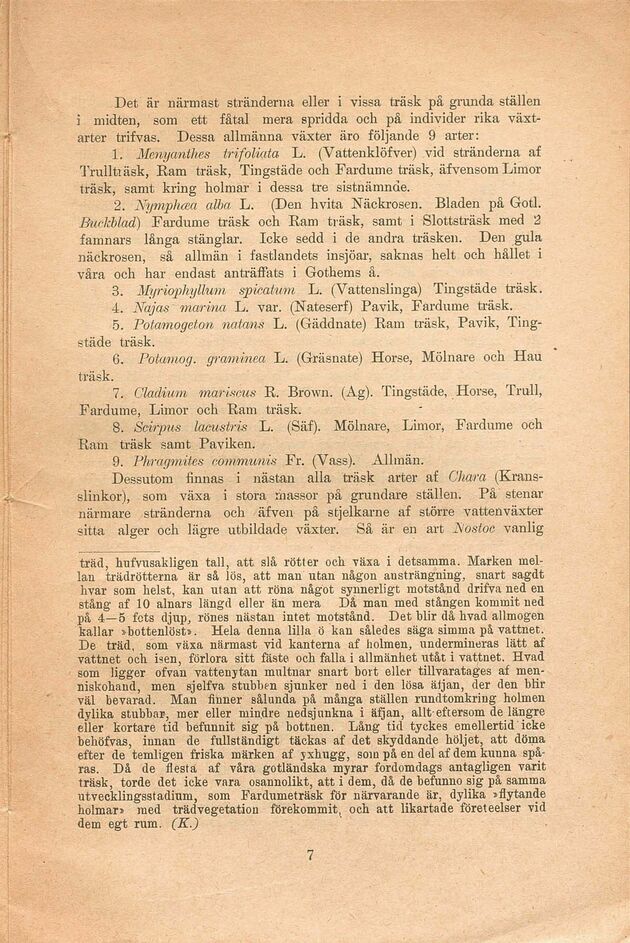 Det är närmast stränderna eller i vissa träsk på grunda ställen
i midten, som ett fåtal mera spridda och på individer rika växt-
arter trifvas. Dessa allmänna växter äro följande 9 arter:
1. Menyanthes trifoliata L. (Vattenklöfver) vid stränderna af
Trullträsk, Ram träsk, Tingstäde och Fardume träsk, äfvensom Limor
träsk, samt kring holmar i dessa tre sistnämnde.
2. Nymphæa alba L. (Den hvita Näckrosen. Bladen på Gotl.
Buckblad) Fardume träsk och Ram träsk, samt i Slottsträsk med 2
famnars långa stänglar. Icke sedd i de andra träsken. Den gula
näckrosen, så allmän i fastlandets insjöar, saknas helt och hållet i
våra och har endast anträffats i Gothems å.
3. Myriophyllum spicatum L. (Vattenslinga) Tingstäde träsk.
4. Najas marina L. var. (Nateserf) Pavik, Fardume träsk.
5. Potamogeton natans L. (Gäddnate) Ram träsk, Pavik, Ting-
städe träsk.
6. Potamog. graminea L. (Gräsnate) Horse, Mölnare och Hau
träsk.
7. Cladium mariscus R. Brown. (Ag). Tingstäde, Horse, Trull,
Fardume, Limor och Ram träsk.
8. Scirpus lacustris L. (Säf). Mölnare, Limor, Fardume och
Ram träsk samt Paviken.
9. Phragmites communis Fr. (Vass). Allmän.
Dessutom finnas i nästan alla träsk arter af Chara (Krans-
slinkor), som växa i stora massor på grundare ställen. På stenar
närmare stränderna och äfven på stjelkarne af större vattenväxter
sitta alger och lägre utbildade växter. Så är en art Nostoc vanlig
träd, hufvusakligen tall, att slå rötter och växa i detsamma. Marken mel-
lan trädrötterna är så lös, att man utan någon ansträngning, snart sagdt
hvar som helst, kan utan att röna något synnerligt motstånd drifva ned en
stång af 10 alnars längd eller än mera Då man med stången kommit ned
på 4—5 fots djup, rönes nästan intet motstånd. Det blir då hvad allmogen
kallar »bottenlöst». Hela denna lilla ö kan således säga simma på vattnet.
De träd, som växa närmast vid kanterna af holmen, undermineras lätt af
vattnet och isen, förlora sitt fäste och falla i allmänhet utåt i vattnet. Hvad
som ligger ofvan vattenytan multnar snart bort eller tillvaratages af men-
niskohand, men sjelfva stubben sjunker ned i den lösa äfjan, der den blir
väl bevarad. Man finner sålunda på många ställen rundtomkring holmen
dylika stubbar, mer eller mindre nedsjunkna i äfjan, allt eftersom de längre
eller kortare tid befunnit sig på bottnen. Lång tid tyckes emellertid icke
behöfvas, innan de fullständigt täckas af det skyddande höljet, att döma
efter de temligen friska märken af yxhugg, som på en del af dem kunna spå-
ras. Då de flesta af våra gotländska myrar fordomdags antagligen varit
träsk, torde det icke vara osannolikt, att i dem, då de befunno sig på samma
utvecklingsstadium, som Fardumeträsk för närvarande är, dylika »flytande
holmar» med trädvegetation förekommit, och att likartade företeelser vid
dem egt rum. (K.)
7